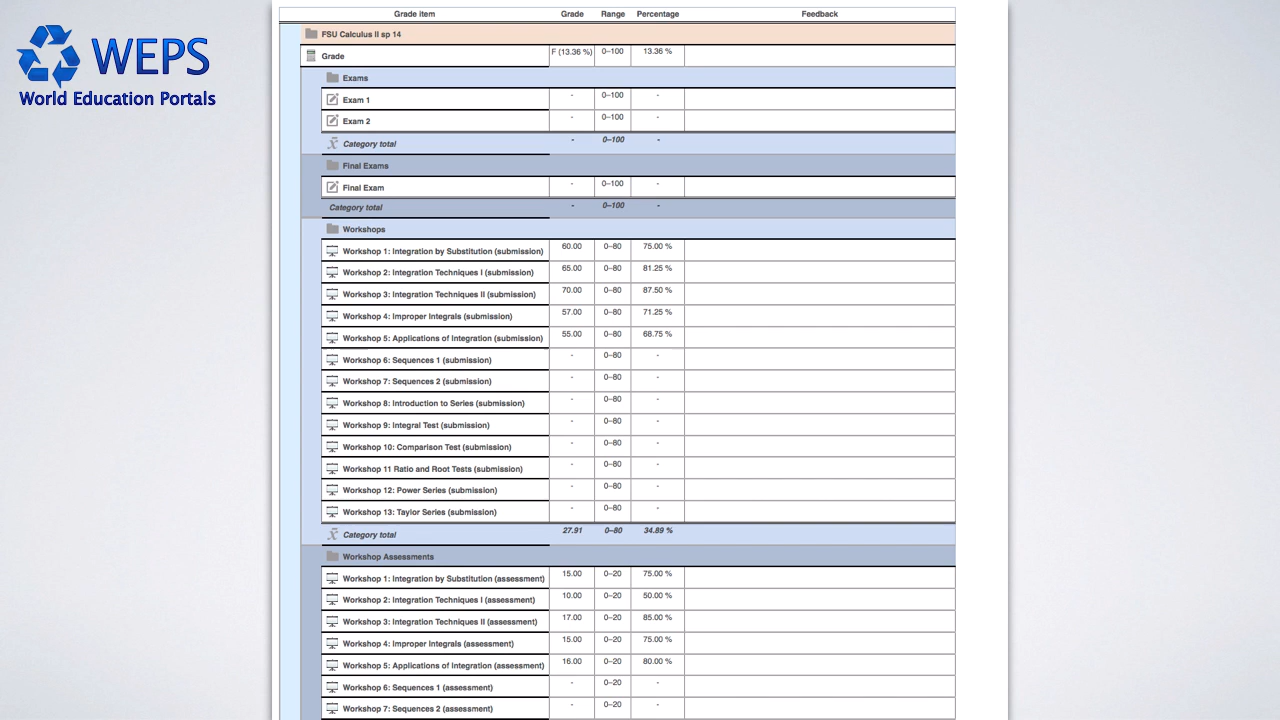 WEPS
World Education Portals
Grade item Grade Range Percentage Feedback
FSU Calculus II sp 14
Grade F (13.36 %) 0–100 13.36 %
Exams
Exam 1 - 0–100 -
Exam 2 - 0–100 -
x̄ Category total - 0–100 -
Final Exams
Final Exam - 0–100 -
Category total - 0–100 -
Workshops
Workshop 1: Integration by Substitution (submission) 60.00 0–80 75.00 %
Workshop 2: Integration Techniques I (submission) 65.00 0–80 81.25 %
Workshop 3: Integration Techniques II (submission) 70.00 0–80 87.50 %
Workshop 4: Improper Integrals (submission) 57.00 0–80 71.25 %
Workshop 5: Applications of Integration (submission) 55.00 0–80 68.75 %
Workshop 6: Sequences 1 (submission) - 0–80 -
Workshop 7: Sequences 2 (submission) - 0–80 -
Workshop 8: Introduction to Series (submission) - 0–80 -
Workshop 9: Integral Test (submission) - 0–80 -
Workshop 10: Comparison Test (submission) - 0–80 -
Workshop 11 Ratio and Root Tests (submission) - 0–80 -
Workshop 12: Power Series (submission) - 0–80 -
Workshop 13: Taylor Series (submission) - 0–80 -
x̄ Category total 27.91 0–80 34.89 %
Workshop Assessments
Workshop 1: Integration by Substitution (assessment) 15.00 0–20 75.00 %
Workshop 2: Integration Techniques I (assessment) 10.00 0–20 50.00 %
Workshop 3: Integration Techniques II (assessment) 17.00 0–20 85.00 %
Workshop 4: Improper Integrals (assessment) 15.00 0–20 75.00 %
Workshop 5: Applications of Integration (assessment) 16.00 0–20 80.00 %
Workshop 6: Sequences 1 (assessment) - 0–20 -
Workshop 7: Sequences 2 (assessment) - 0–20 -